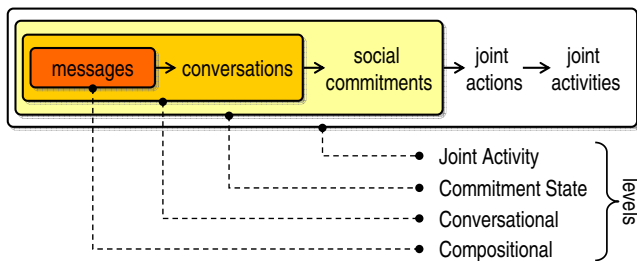 messages
conversations
social
commitments
joint
actions
joint
activities
Joint Activity
Commitment State
Conversational
Compositional
levels